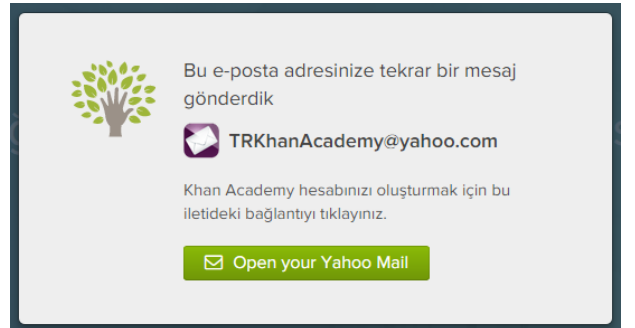 Bu e-posta adresinize tekrar bir mesaj
gönderdik
TRKhanAcademy@yahoo.com
Khan Academy hesabınızı oluşturmak için bu
iletideki bağlantıyı tıklayınız.
Open your Yahoo Mail